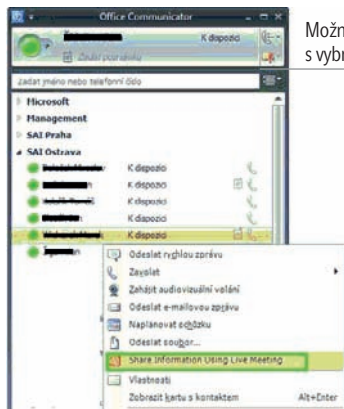 Office Communicator
K dispozici
Zadat poznámku
zadat jméno nebo telefonní číslo
Microsoft
Management
SAI Praha
SAI Ostrava
K dispozici
K dispozici
K dispozici
K dispozici
K dispozici
K dispozici
Odeslat rychlou zprávu
Zavolat
Zahájit audiovizuální volání
Odeslat e-mailovou zprávu
Naplánovat schůzku
Odeslat soubor...
Share Information Using Live Meeting
Vlastnosti
Zobrazit kartu s kontaktem Alt+Enter
Možn
s vybr